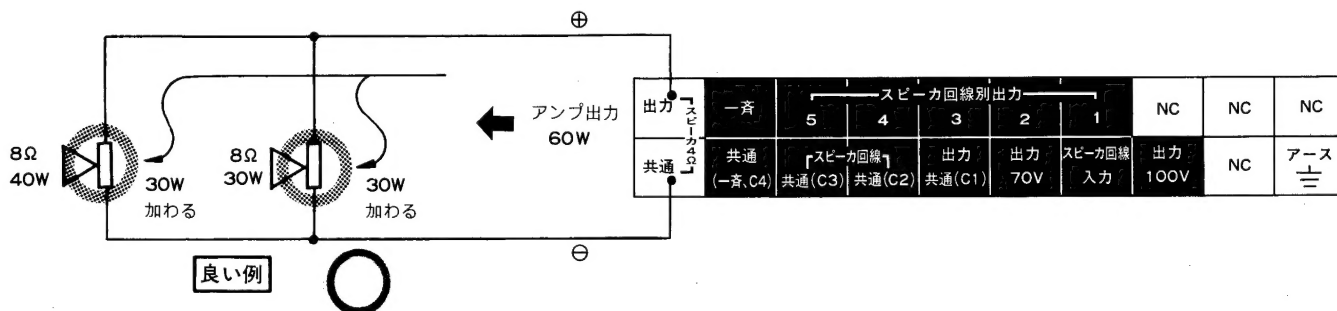 ⊕
8Ω
40W
30W
加わる
8Ω
30W
30W
加わる
アンプ出力
60W
⊖
良い例
出力
共通
スピーカ4Ω
一斉
スピーカ回線別出力
5
4
3
2
1
NC
NC
NC
共通
(一斉、C4)
スピーカ回線
共通(C3)
共通(C2)
出力
共通(C1)
出力
70V
スピーカ回線
入力
出力
100V
NC
アース